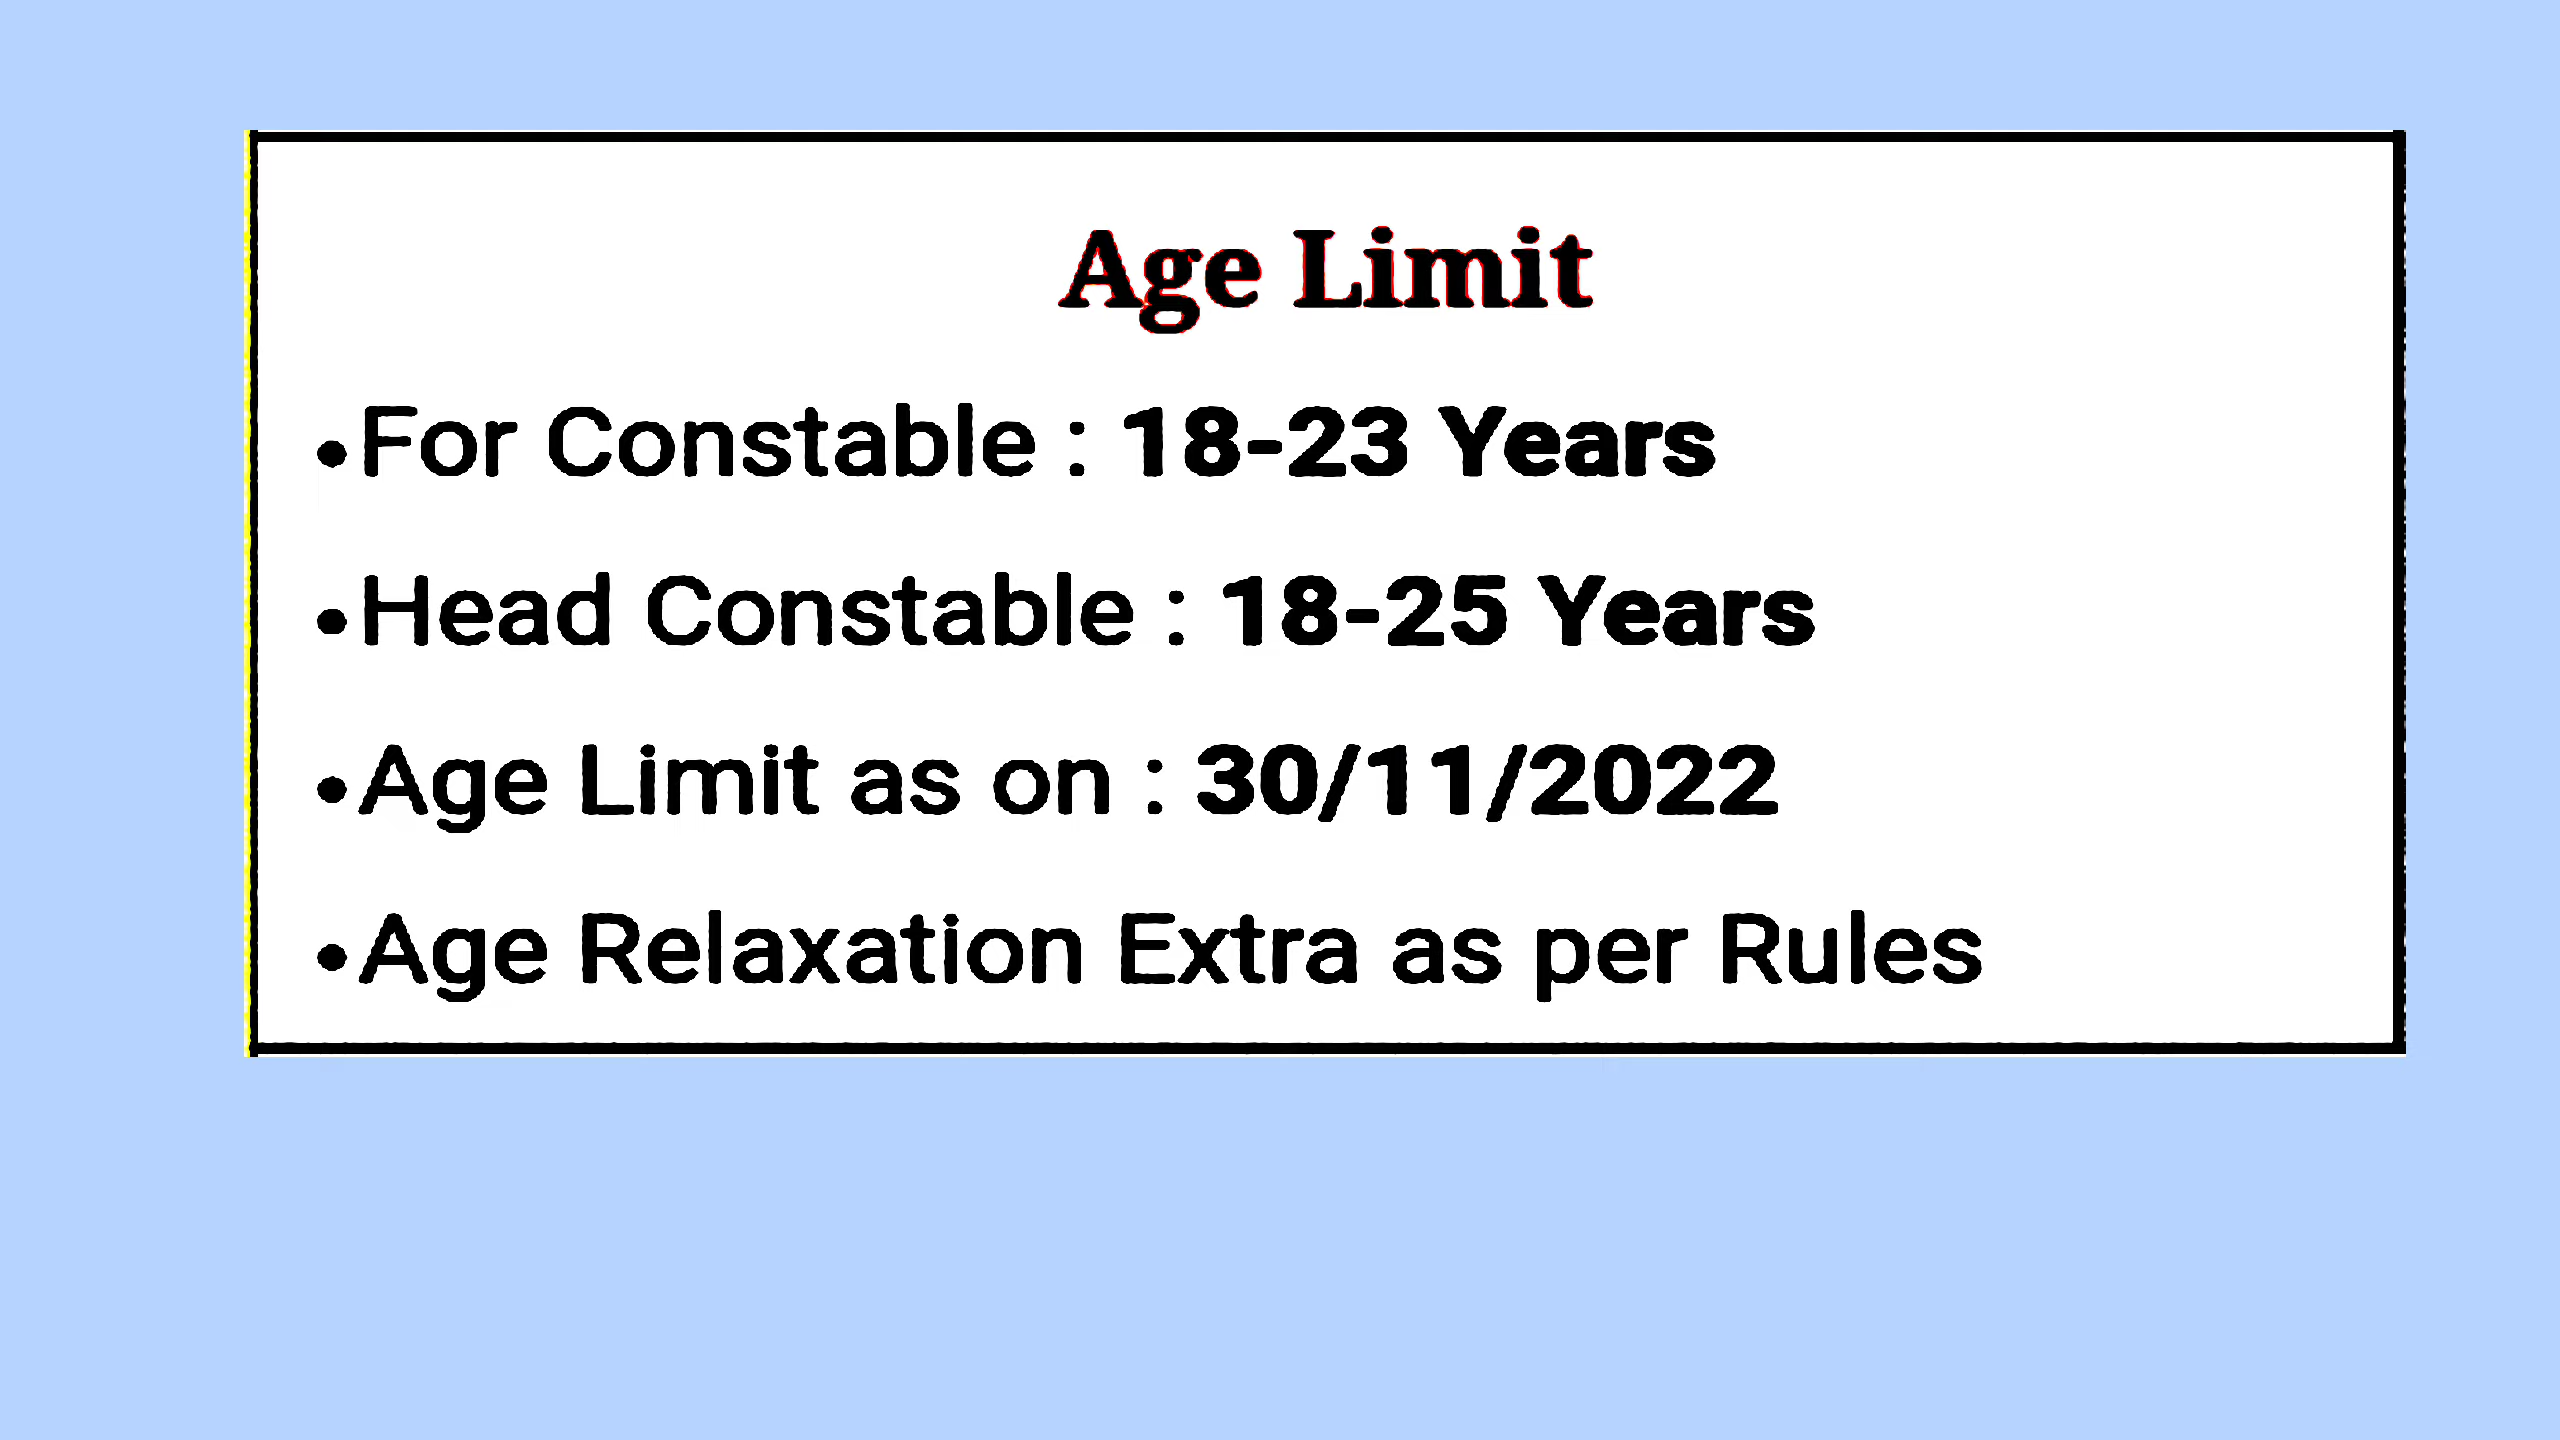 Age Limit
•For Constable : 18-23 Years
•Head Constable : 18-25 Years
•Age Limit as on : 30/11/2022
•Age Relaxation Extra as per Rules